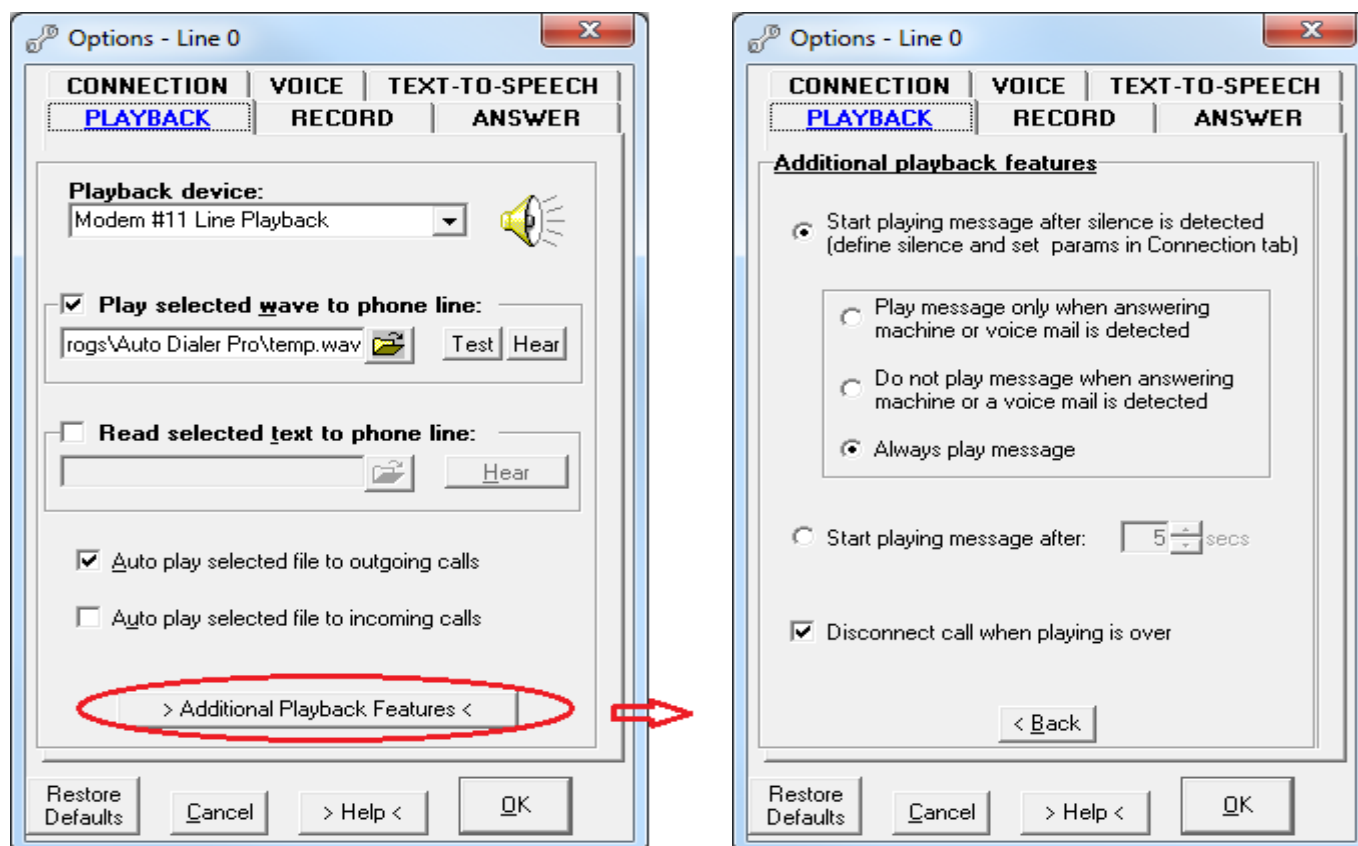 Options - Line 0
CONNECTION VOICE TEXT-TO-SPEECH
PLAYBACK RECORD ANSWER
Playback device:
Modem #11 Line Playback
Play selected wave to phone line:
rogs\Auto Dialer Pro\temp.wav Test Hear
Read selected text to phone line:
Hear
Auto play selected file to outgoing calls
Auto play selected file to incoming calls
> Additional Playback Features <
Restore
Defaults
Cancel > Help < OK
Options - Line 0
CONNECTION VOICE TEXT-TO-SPEECH
PLAYBACK RECORD ANSWER
Additional playback features
Start playing message after silence is detected
(define silence and set params in Connection tab)
Play message only when answering
machine or voice mail is detected
Do not play message when answering
machine or a voice mail is detected
Always play message
Start playing message after: 5 secs
Disconnect call when playing is over
< Back
Restore
Defaults
Cancel > Help < OK